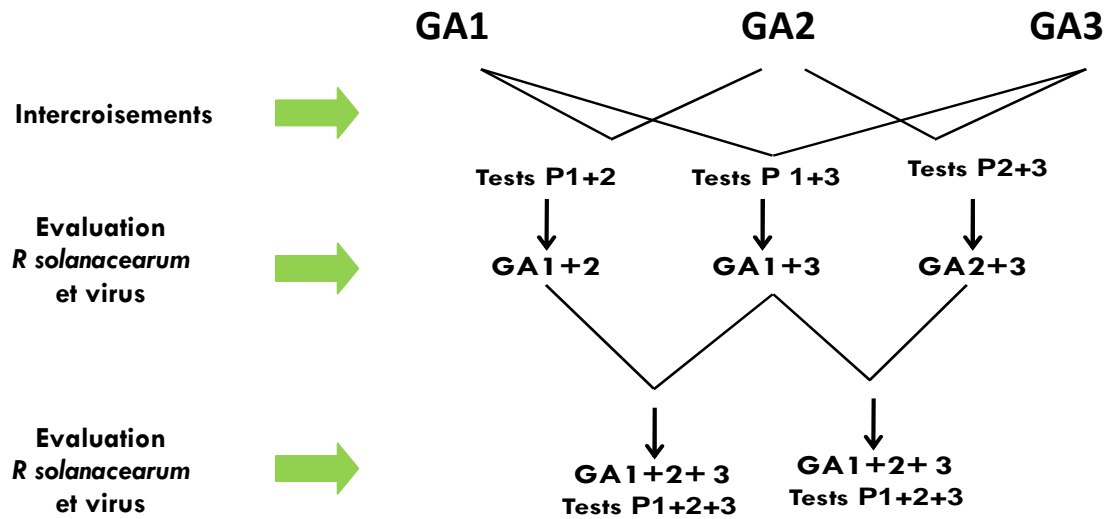 GA1 GA2 GA3
Intercroisements
Tests P1+2 Tests P 1+3 Tests P2+3
Evaluation
R solanacearum
et virus
GA1+2 GA1+3 GA2+3
Evaluation
R solanacearum
et virus
GA1+2+ 3 GA1+2+ 3
Tests P1+2+3 Tests P1+2+3